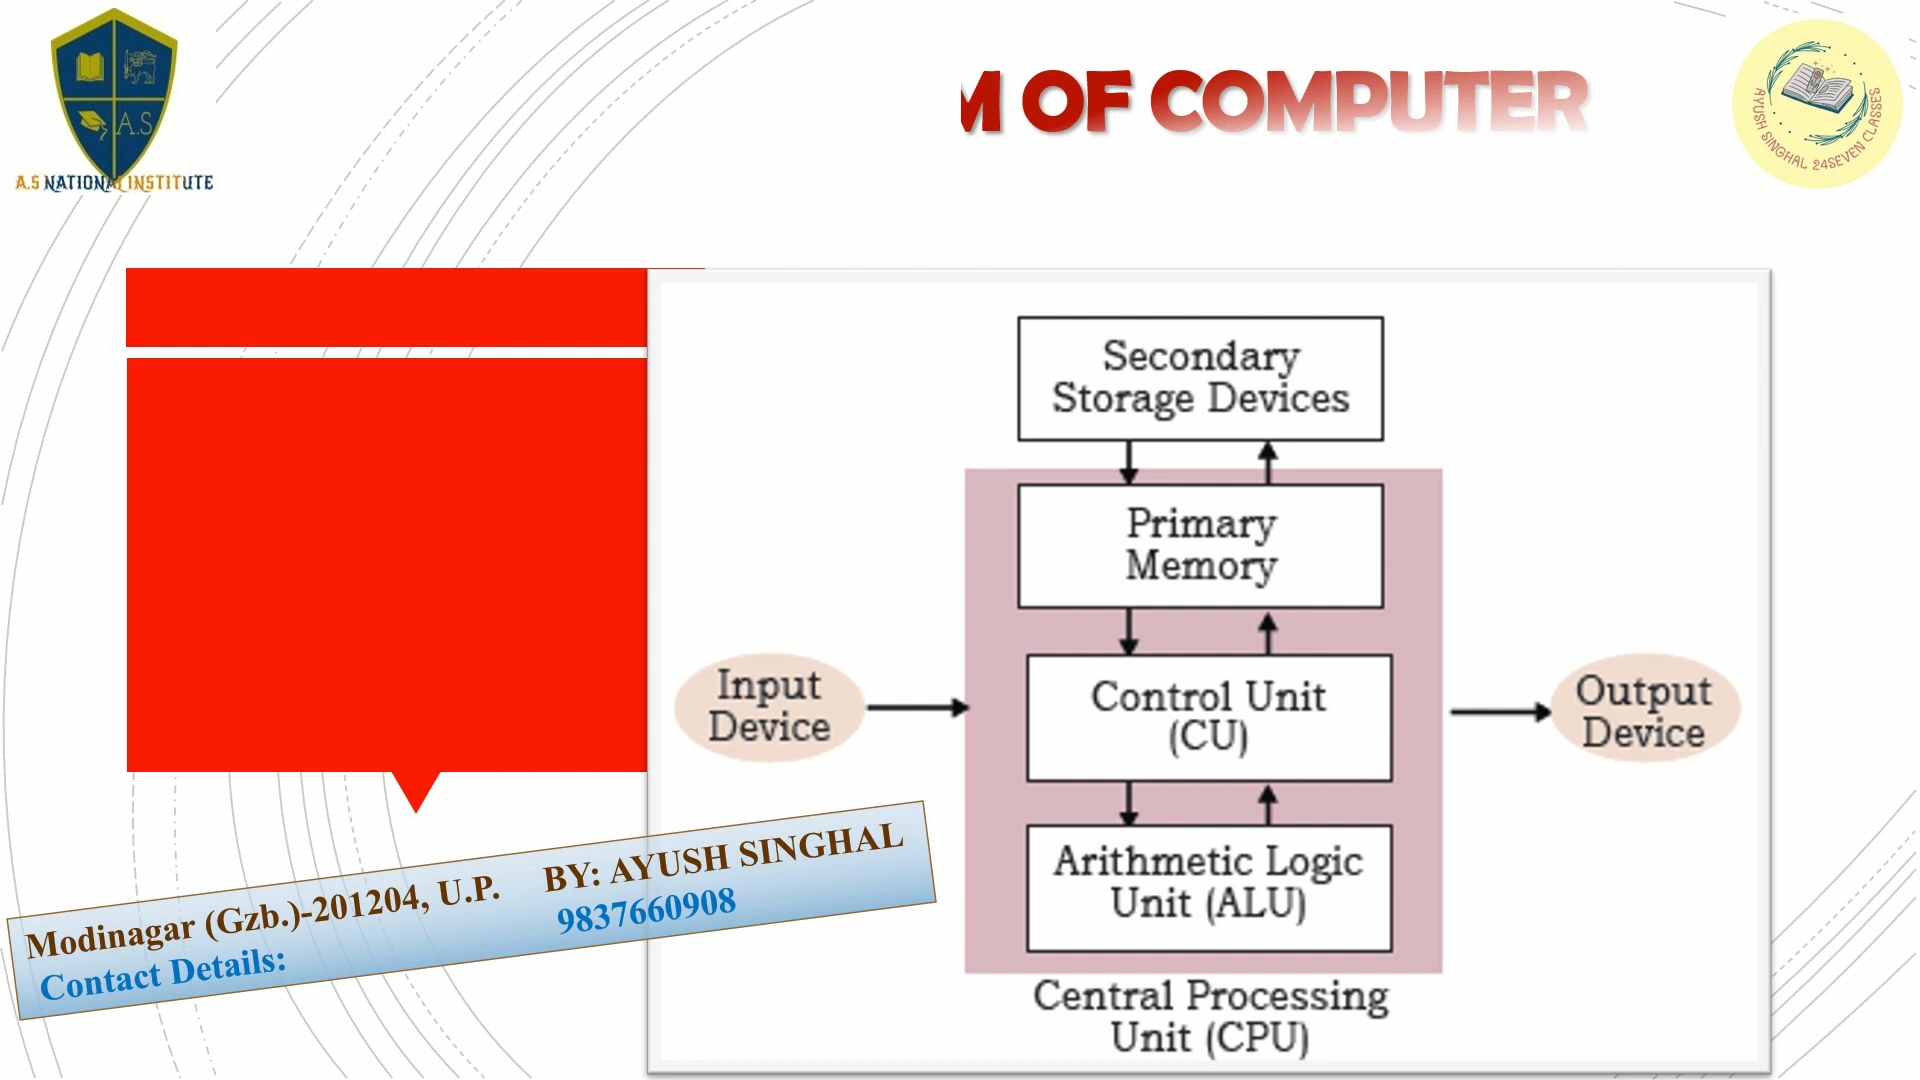 A.S
A.S NATIONAL INSTITUTE
M OF COMPUTER
AYUSH SINGHAL 24SEVEN CLASSES
Secondary
Storage Devices
Primary
Memory
Input
Device
Control Unit
(CU)
Output
Device
Arithmetic Logic
Unit (ALU)
Central Processing
Unit (CPU)
Modinagar (Gzb.)-201204, U.P. BY: AYUSH SINGHAL
Contact Details: 9837660908